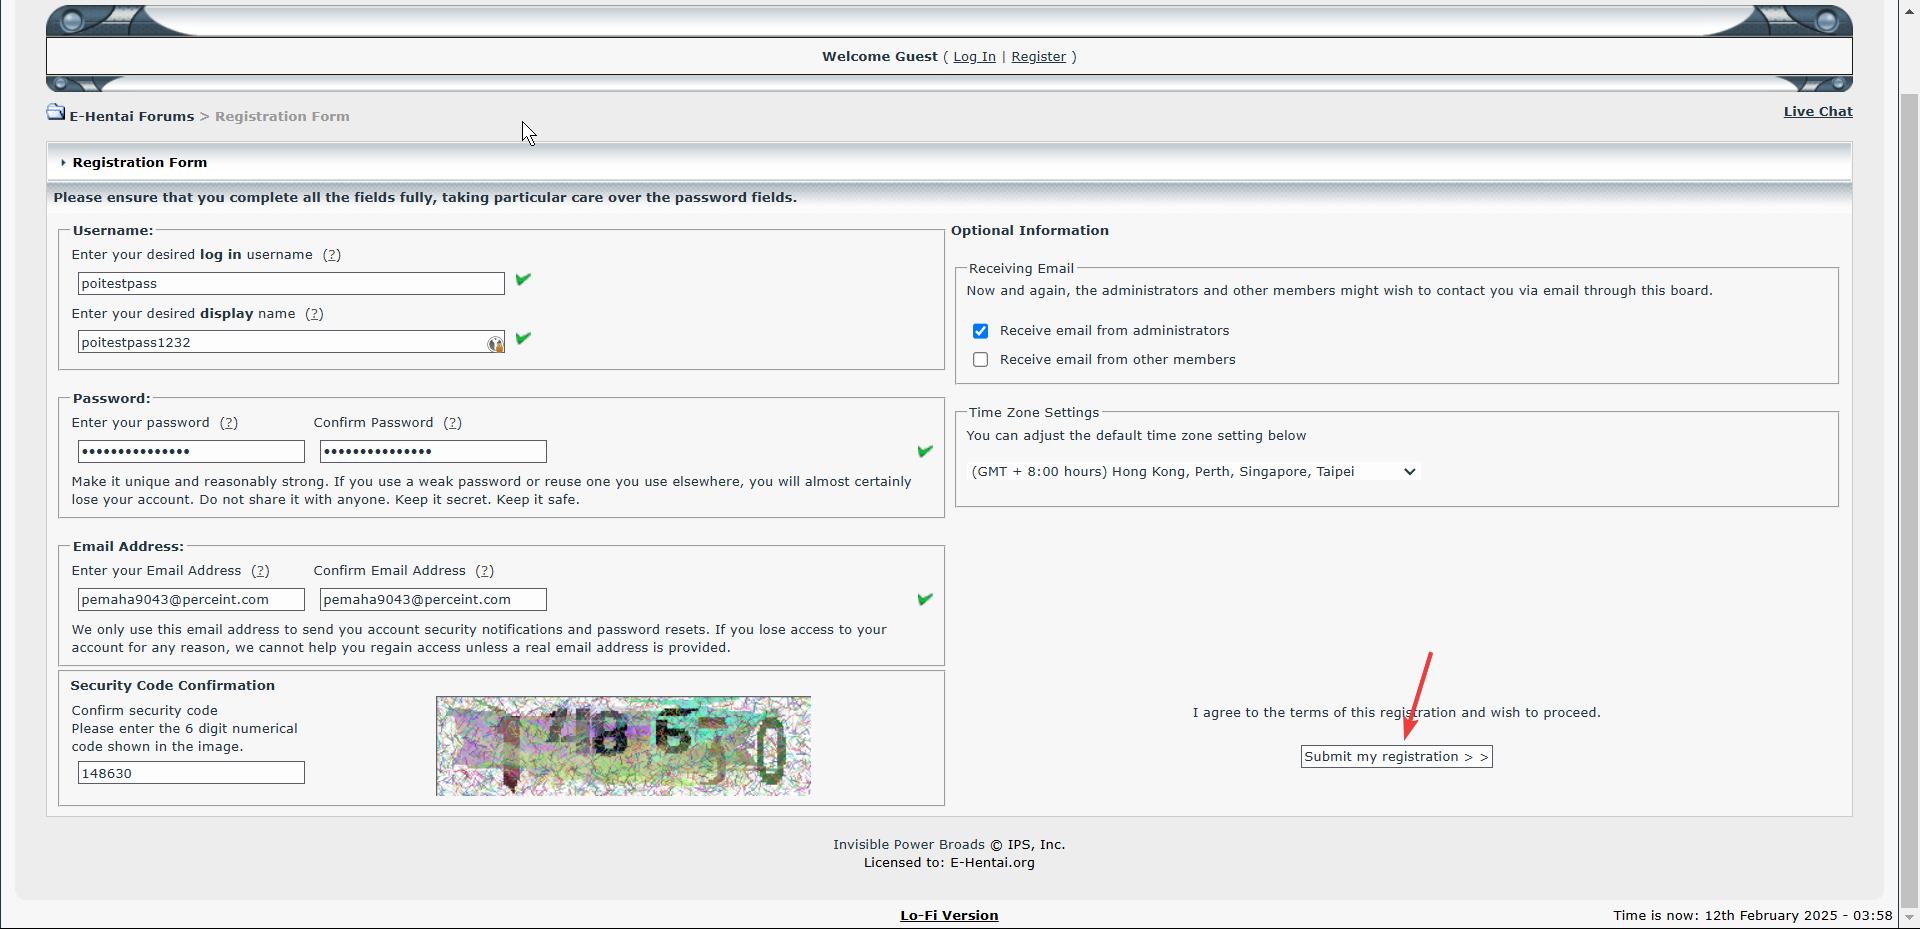 Welcome Guest ( Log In | Register )
E-Hentai Forums > Registration Form
Live Chat
Registration Form
Please ensure that you complete all the fields fully, taking particular care over the password fields.
Username:
Enter your desired log in username (?)
poitestpass
Enter your desired display name (?)
poitestpass1232
Password:
Enter your password (?) Confirm Password (?)
••••••••••••••• •••••••••••••••
Make it unique and reasonably strong. If you use a weak password or reuse one you use elsewhere, you will almost certainly
lose your account. Do not share it with anyone. Keep it secret. Keep it safe.
Email Address:
Enter your Email Address (?) Confirm Email Address (?)
pemaha9043@perceint.com pemaha9043@perceint.com
We only use this email address to send you account security notifications and password resets. If you lose access to your
account for any reason, we cannot help you regain access unless a real email address is provided.
Security Code Confirmation
Confirm security code
Please enter the 6 digit numerical
code shown in the image.
148630
Optional Information
Receiving Email
Now and again, the administrators and other members might wish to contact you via email through this board.
Receive email from administrators
Receive email from other members
Time Zone Settings
You can adjust the default time zone setting below
(GMT + 8:00 hours) Hong Kong, Perth, Singapore, Taipei
I agree to the terms of this registration and wish to proceed.
Submit my registration > >
Invisible Power Broads © IPS, Inc.
Licensed to: E-Hentai.org
Lo-Fi Version
Time is now: 12th February 2025 - 03:58